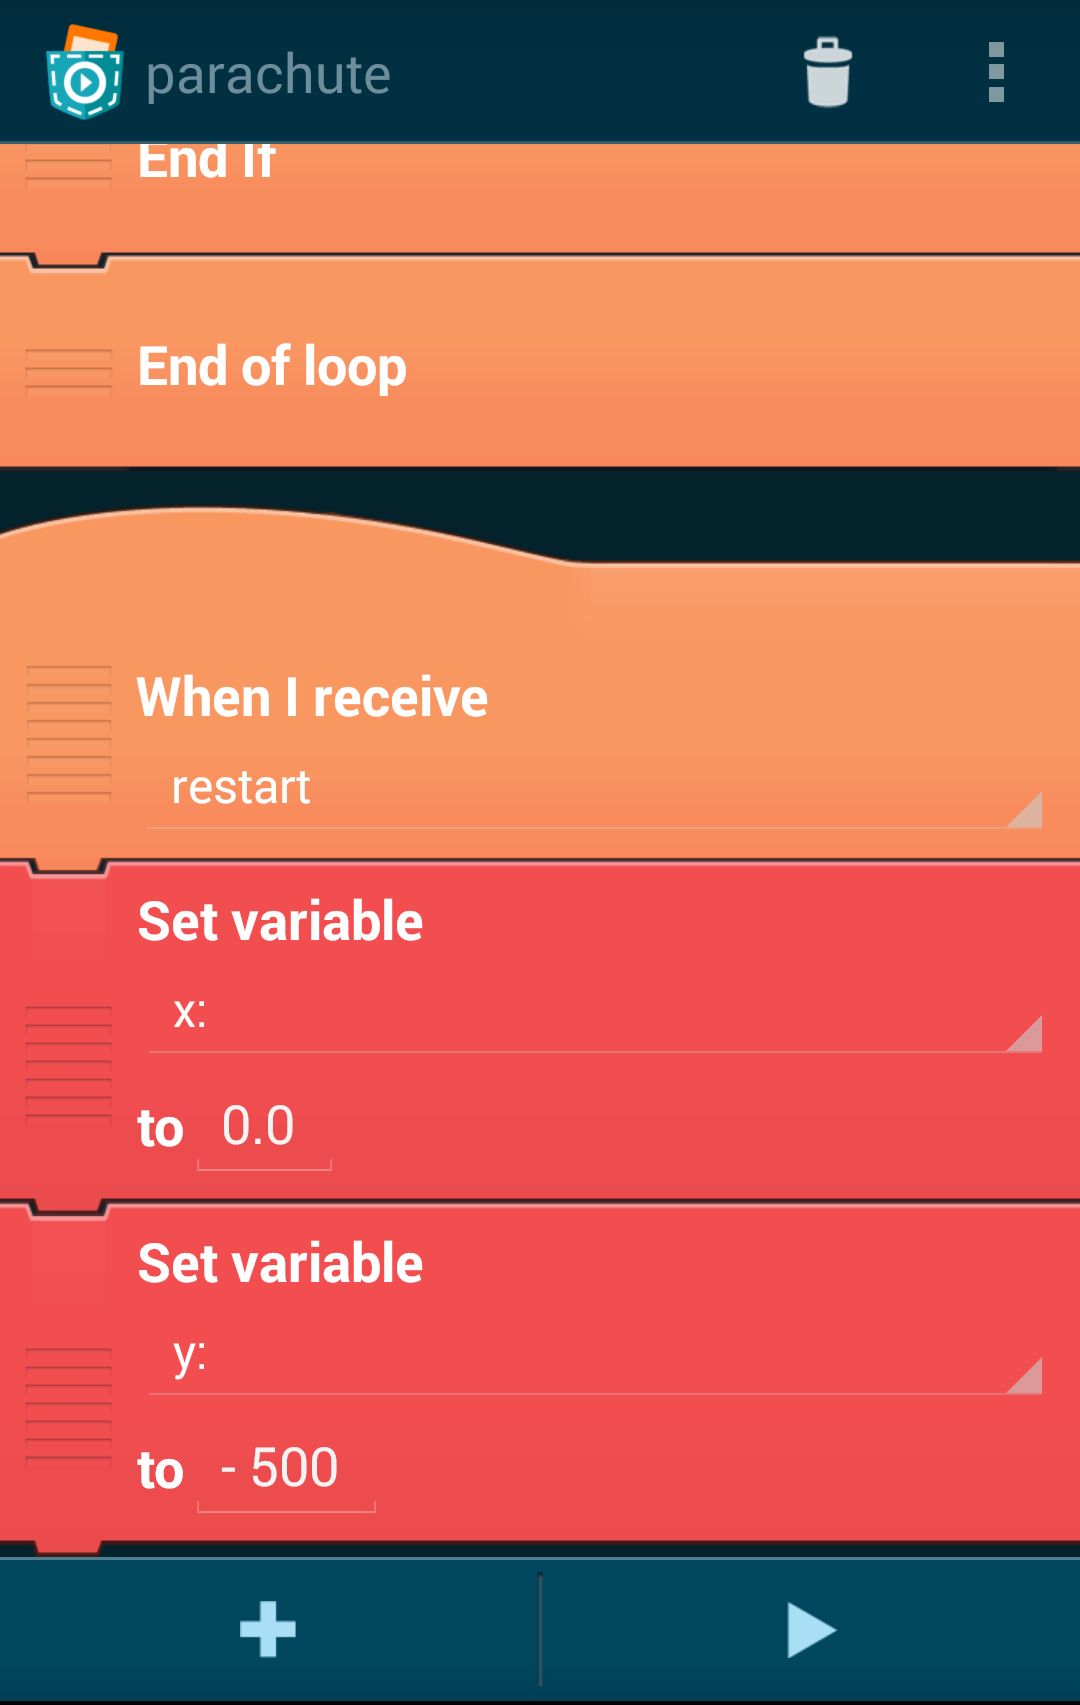 parachute
End If
End of loop
When I receive
restart
Set variable
x:
to 0.0
Set variable
y:
to - 500